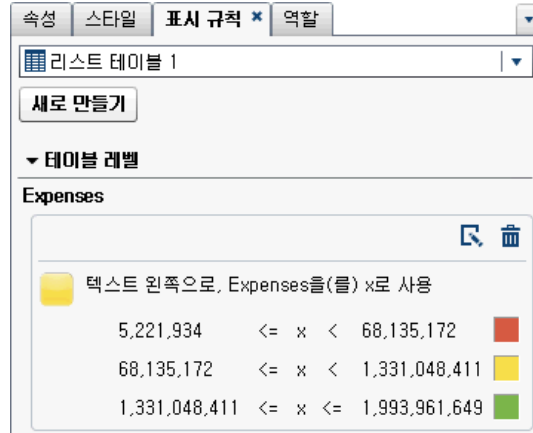 속성 스타일 표시 규칙 역할
리스트 테이블 1
새로 만들기
테이블 레벨
Expenses
텍스트 왼쪽으로, Expenses을(를) x로 사용
5,221,934 <= x < 68,135,172
68,135,172 <= x < 1,331,048,411
1,331,048,411 <= x <= 1,993,961,649